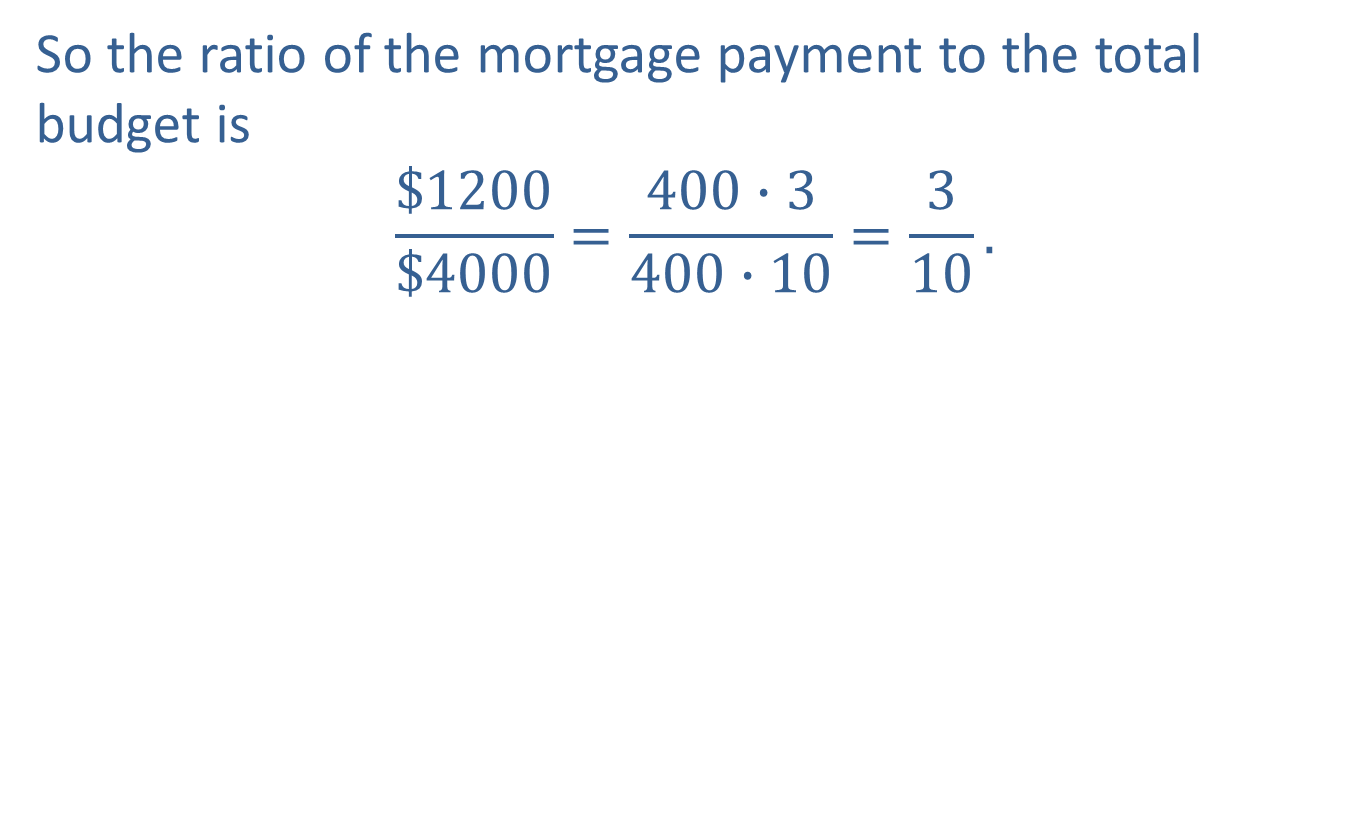 So the ratio of the mortgage payment to the total
budget is
$1200/$4000 = 400 · 3/400 · 10 = 3/10.